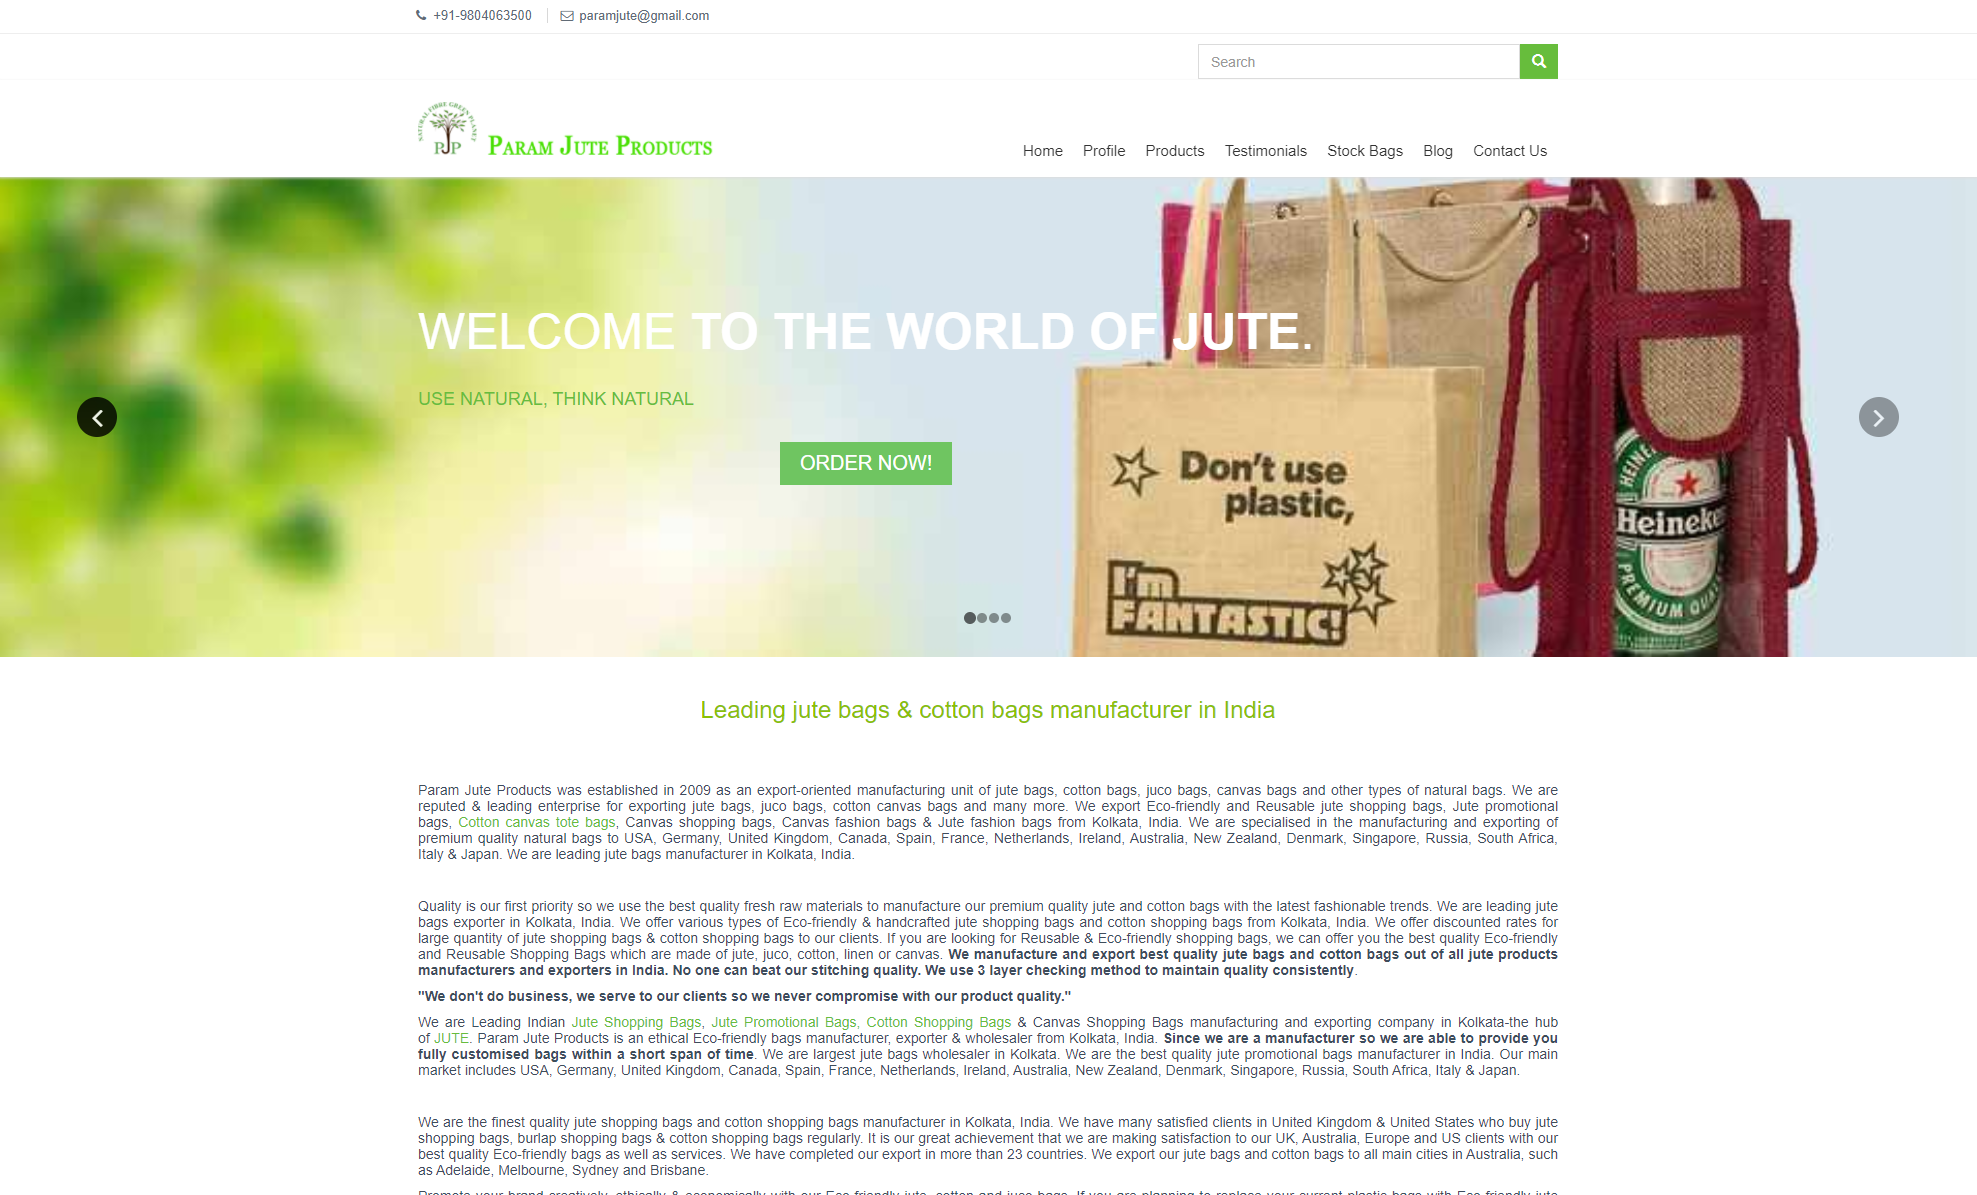 +91-9804063500
paramjute@gmail.com
Search
NATURAL FIBRE GREEN PLANET
PJP
PARAM JUTE PRODUCTS
Home Profile Products Testimonials Stock Bags Blog Contact Us
WELCOME TO THE WORLD OF JUTE.
USE NATURAL, THINK NATURAL
ORDER NOW!
Don't use
plastic,
I'm
FANTASTIC!
HEINE
Heineke
PREMIUM QUA
Leading jute bags & cotton bags manufacturer in India
Param Jute Products was established in 2009 as an export-oriented manufacturing unit of jute bags, cotton bags, juco bags, canvas bags and other types of natural bags. We are
reputed & leading enterprise for exporting jute bags, juco bags, cotton canvas bags and many more. We export Eco-friendly and Reusable jute shopping bags, Jute promotional
bags, Cotton canvas tote bags, Canvas shopping bags, Canvas fashion bags & Jute fashion bags from Kolkata, India. We are specialised in the manufacturing and exporting of
premium quality natural bags to USA, Germany, United Kingdom, Canada, Spain, France, Netherlands, Ireland, Australia, New Zealand, Denmark, Singapore, Russia, South Africa,
Italy & Japan. We are leading jute bags manufacturer in Kolkata, India.
Quality is our first priority so we use the best quality fresh raw materials to manufacture our premium quality jute and cotton bags with the latest fashionable trends. We are leading jute
bags exporter in Kolkata, India. We offer various types of Eco-friendly & handcrafted jute shopping bags and cotton shopping bags from Kolkata, India. We offer discounted rates for
large quantity of jute shopping bags & cotton shopping bags to our clients. If you are looking for Reusable & Eco-friendly shopping bags, we can offer you the best quality Eco-friendly
and Reusable Shopping Bags which are made of jute, juco, cotton, linen or canvas. We manufacture and export best quality jute bags and cotton bags out of all jute products
manufacturers and exporters in India. No one can beat our stitching quality. We use 3 layer checking method to maintain quality consistently.
"We don't do business, we serve to our clients so we never compromise with our product quality."
We are Leading Indian Jute Shopping Bags, Jute Promotional Bags, Cotton Shopping Bags & Canvas Shopping Bags manufacturing and exporting company in Kolkata-the hub
of JUTE. Param Jute Products is an ethical Eco-friendly bags manufacturer, exporter & wholesaler from Kolkata, India. Since we are a manufacturer so we are able to provide you
fully customised bags within a short span of time. We are largest jute bags wholesaler in Kolkata. We are the best quality jute promotional bags manufacturer in India. Our main
market includes USA, Germany, United Kingdom, Canada, Spain, France, Netherlands, Ireland, Australia, New Zealand, Denmark, Singapore, Russia, South Africa, Italy & Japan.
We are the finest quality jute shopping bags and cotton shopping bags manufacturer in Kolkata, India. We have many satisfied clients in United Kingdom & United States who buy jute
shopping bags, burlap shopping bags & cotton shopping bags regularly. It is our great achievement that we are making satisfaction to our UK, Australia, Europe and US clients with our
best quality Eco-friendly bags as well as services. We have completed our export in more than 23 countries. We export our jute bags and cotton bags to all main cities in Australia, such
as Adelaide, Melbourne, Sydney and Brisbane.